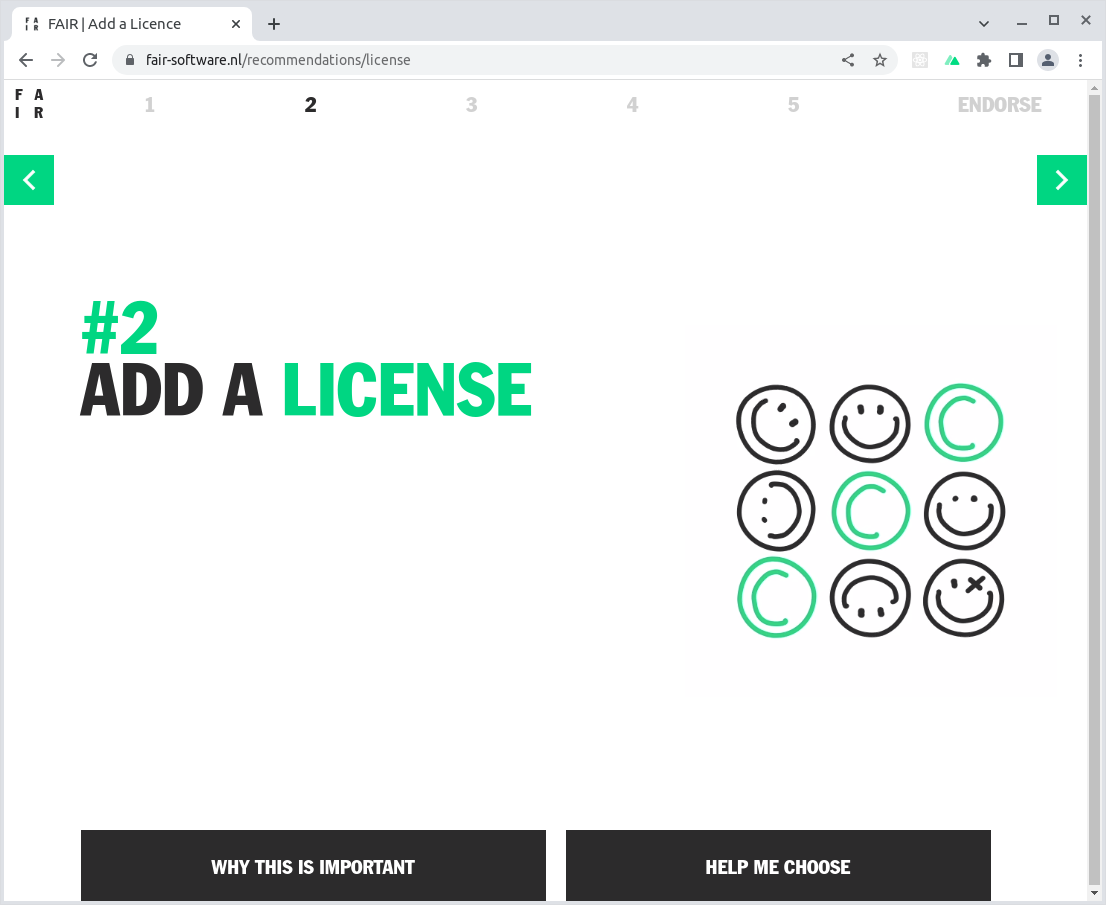 FAIR | Add a Licence
fair-software.nl/recommendations/license
F A
I R
1
2
3
4
5
ENDORSE
#2
ADD A LICENSE
WHY THIS IS IMPORTANT
HELP ME CHOOSE